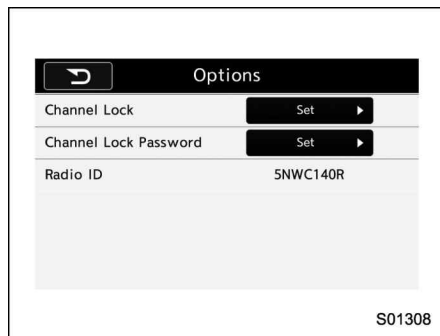 Options
Channel Lock Set
Channel Lock Password Set
Radio ID 5NWC140R
S01308